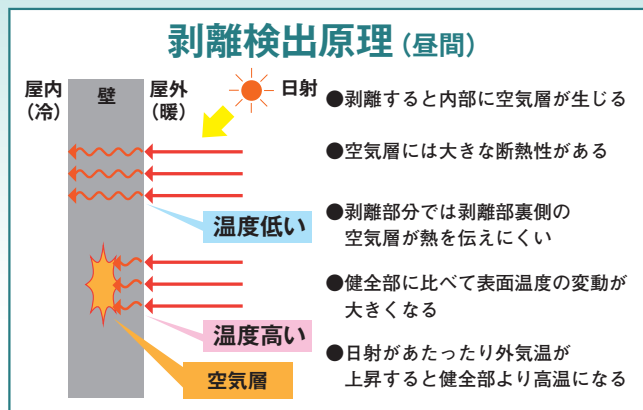 剥離検出原理(昼間)
屋内
(冷)
壁
屋外
(暖)
日射
温度低い
温度高い
空気層
●剥離すると内部に空気層が生じる
●空気層には大きな断熱性がある
●剥離部分では剥離部裏側の
空気層が熱を伝えにくい
●健全部に比べて表面温度の変動が
大きくなる
●日射があたったり外気温が
上昇すると健全部より高温になる